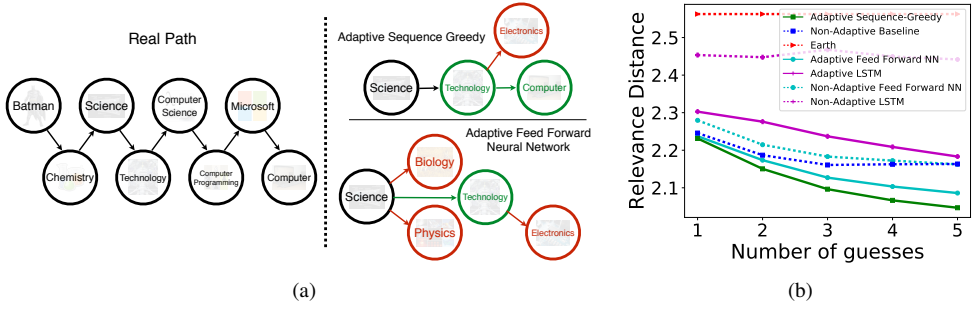 Real Path
Batman
Science
Computer
Science
Microsoft
Chemistry
Technology
Computer
Programming
Computer
Adaptive Sequence Greedy
Electronics
Science
Technology
Computer
Adaptive Feed Forward
Neural Network
Biology
Science
Technology
Physics
Electronics
(a)
Relevance Distance
2.5
2.4
2.3
2.2
2.1
1 2 3 4 5
Number of guesses
Adaptive Sequence-Greedy
Non-Adaptive Baseline
Earth
Adaptive Feed Forward NN
Adaptive LSTM
Non-Adaptive Feed Forward NN
Non-Adaptive LSTM
(b)